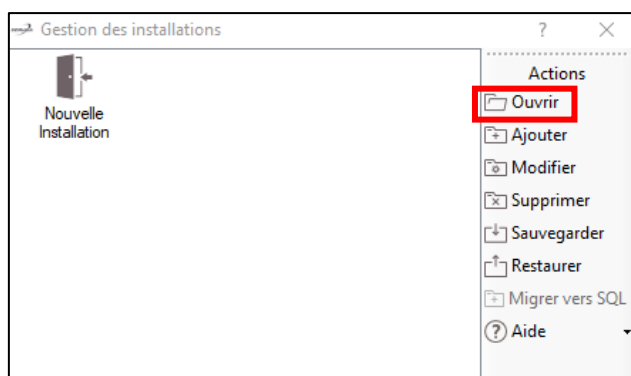 Gestion des installations
Nouvelle
Installation
Actions
Ouvrir
Ajouter
Modifier
Supprimer
Sauvegarder
Restaurer
Migrer vers SQL
Aide